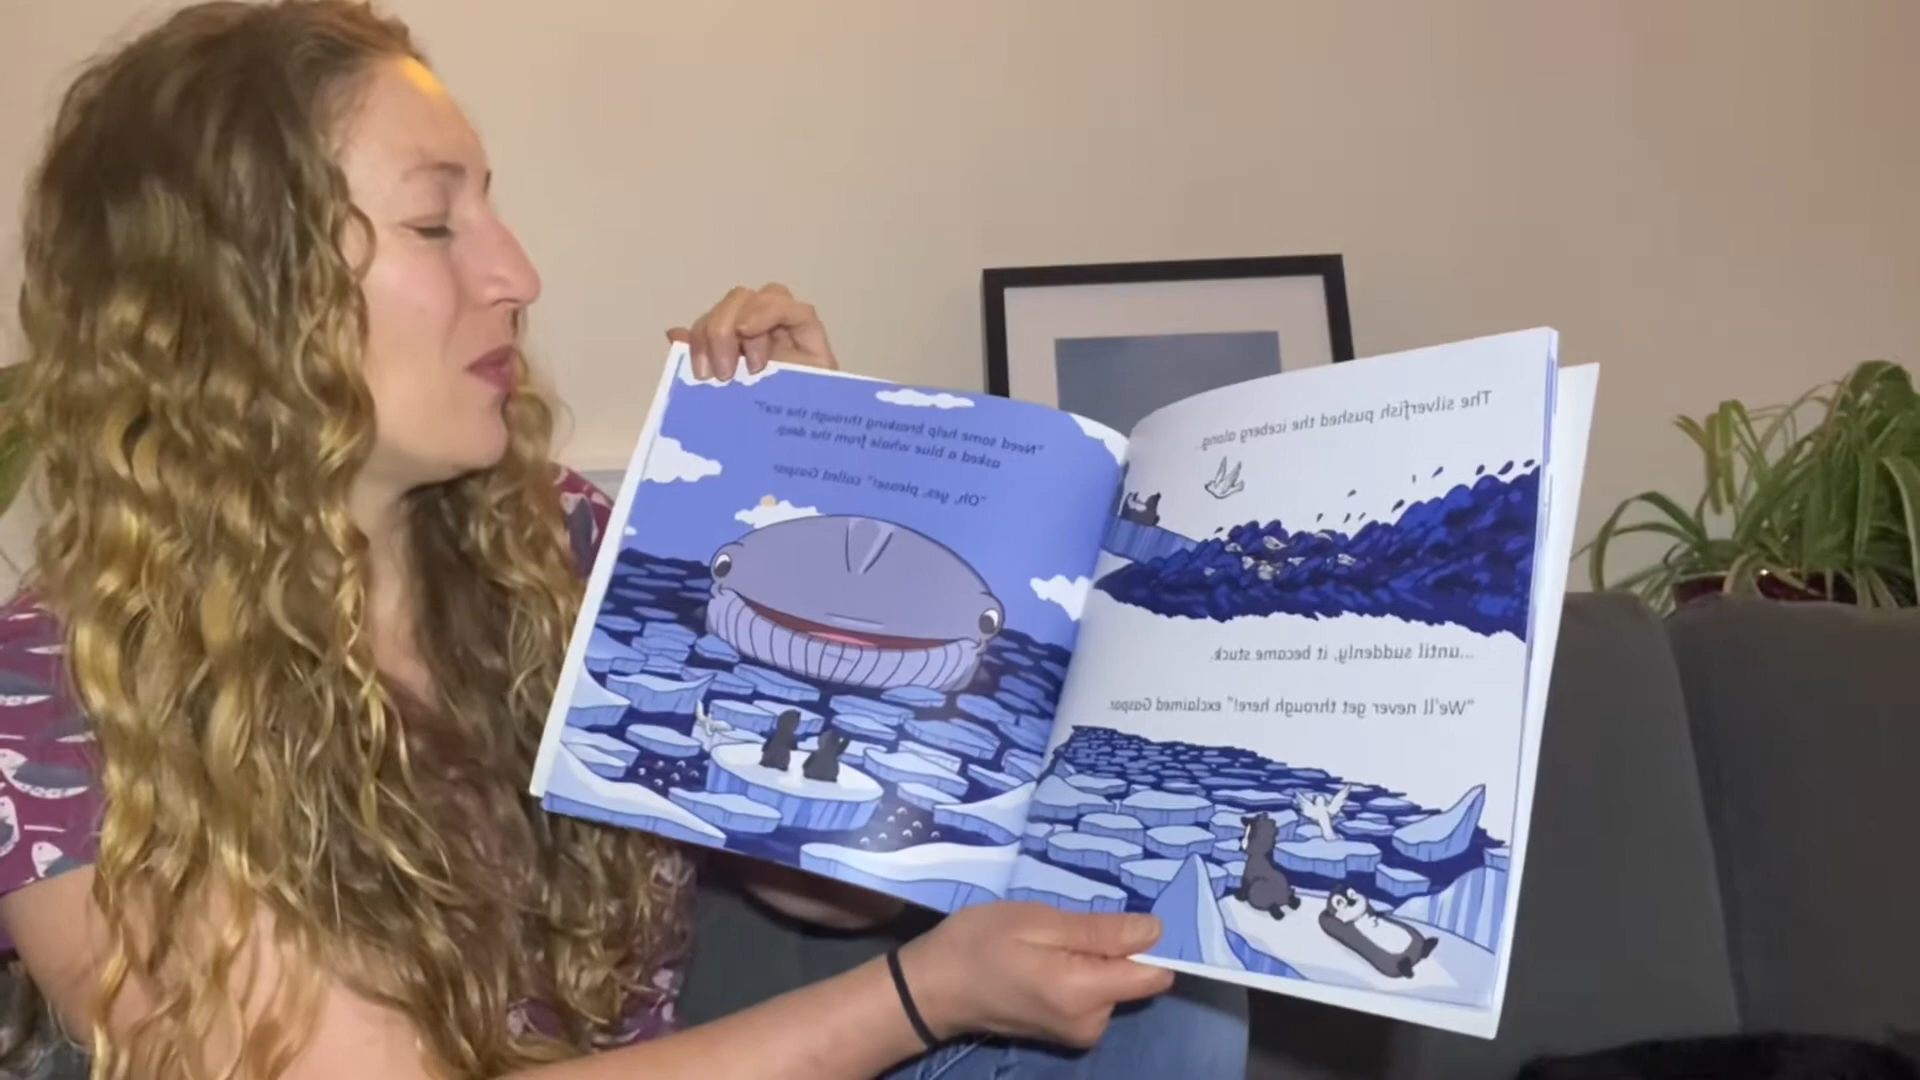 The silverfish pushed the iceberg along
...until suddenly, it became stuck.
"We'll never get through here!" exclaimed Gaspar.
"Need some help breaking through the ice?"
asked a blue whale from the deep.
"Oh, yes, please!" called Gaspar.